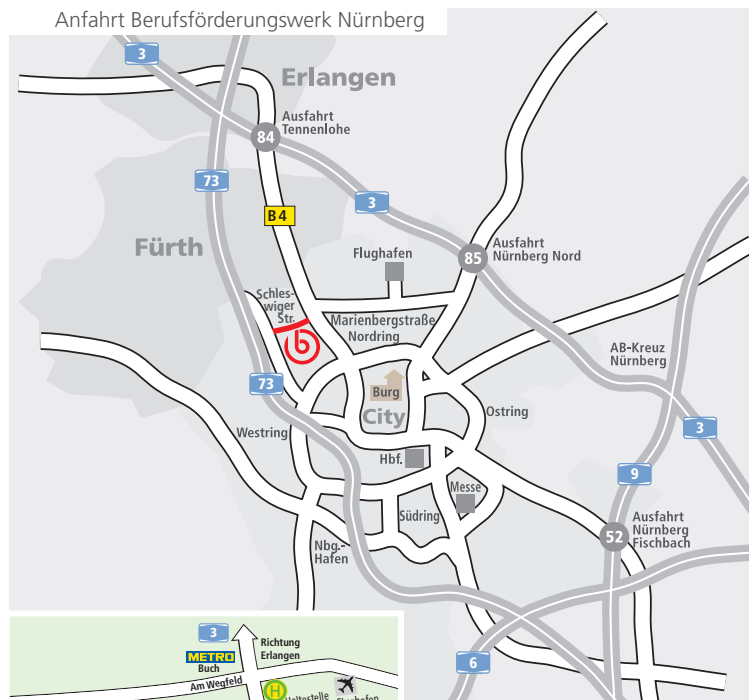 Anfahrt Berufsförderungswerk Nürnberg
3
Erlangen
Ausfahrt
Tennenlohe
84
73
3
B4
Fürth
Flughafen
85
Ausfahrt
Nürnberg Nord
Schles-
wiger
Str.
Marienbergstraße
Nordring
AB-Kreuz
Nürnberg
73
Burg
City
Ostring
Westring
3
Hbf.
9
Messe
Südring
Ausfahrt
Nürnberg
Fischbach
52
Nbg.-
Hafen
3
Richtung
Erlangen
METRO
Buch
6
Am Wegfeld
H
Haltestelle
Flughafen